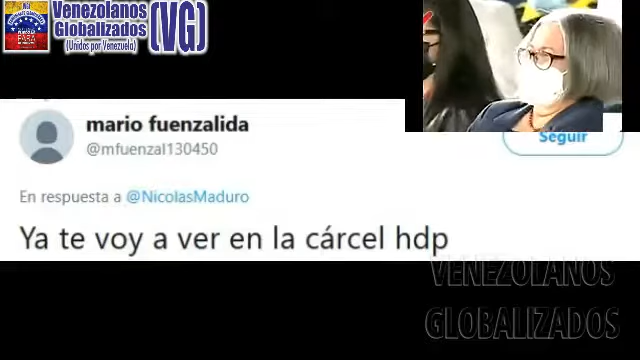 Venezolanos
Globalizados
(Unidos por Venezuela)
(VG)
mario fuenzalida
@mfuenzal130450
Seguir
En respuesta a @NicolasMaduro
Ya te voy a ver en la cárcel hdp
VENEZOLANOS
GLOBALIZADOS